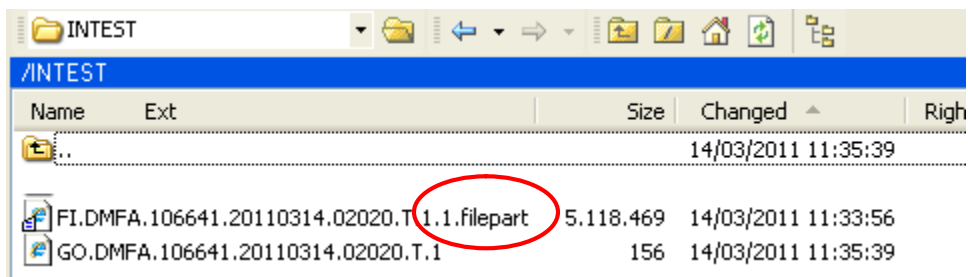 INTEST
/INTEST
Name Ext Size Changed Righ
.. 14/03/2011 11:35:39
FI.DMFA.106641.20110314.02020.T.1.1.filepart 5.118.469 14/03/2011 11:33:56
GO.DMFA.106641.20110314.02020.T.1 156 14/03/2011 11:35:39